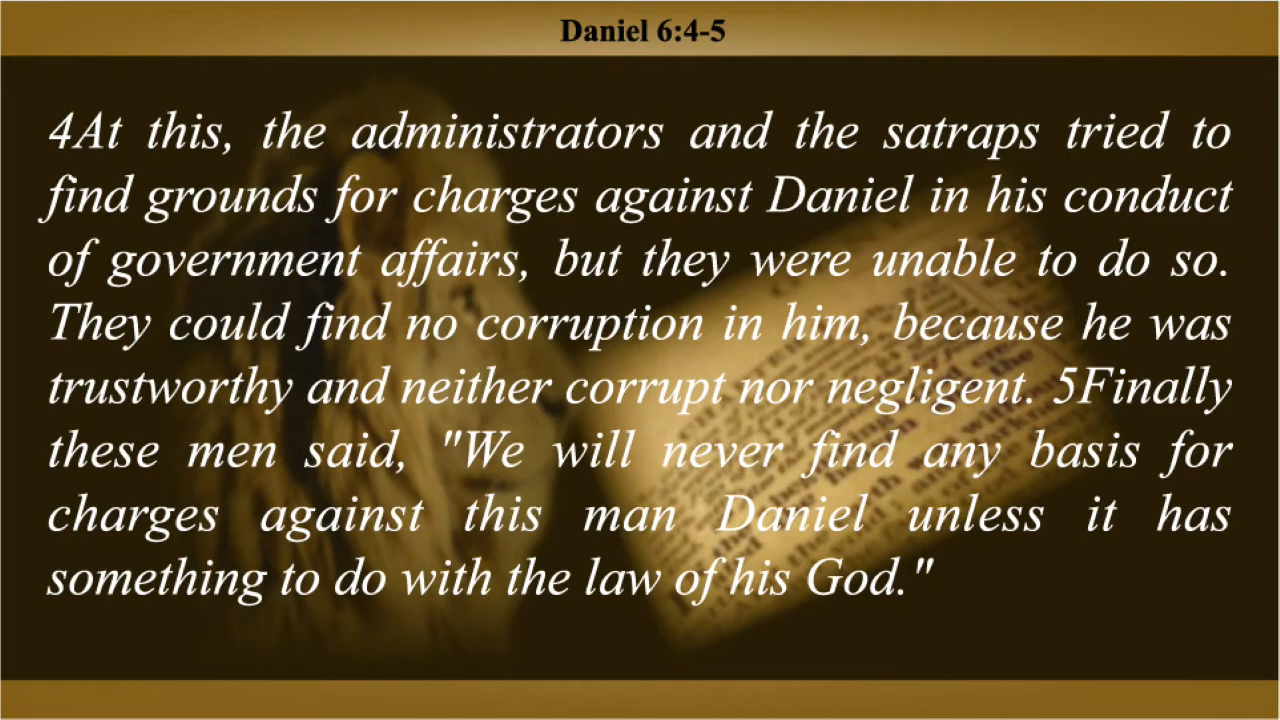 Daniel 6:4-5
4At this, the administrators and the satraps tried to
find grounds for charges against Daniel in his conduct
of government affairs, but they were unable to do so.
They could find no corruption in him, because he was
trustworthy and neither corrupt nor negligent. 5Finally
these men said, "We will never find any basis for
charges against this man Daniel unless it has
something to do with the law of his God."